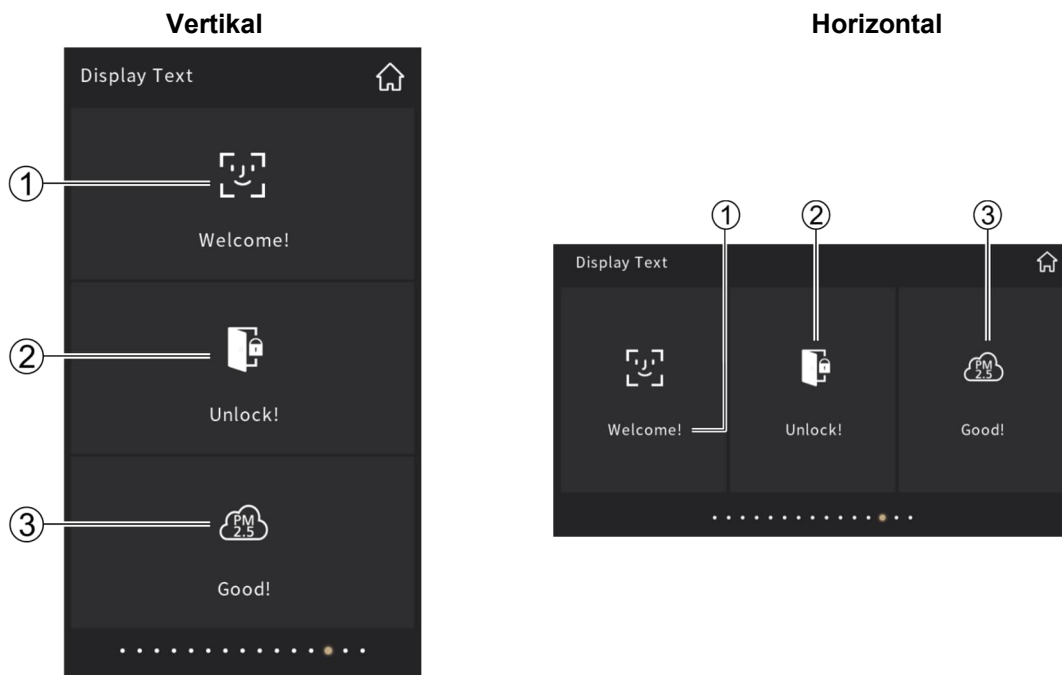 Vertikal
Display Text
① 
Welcome!
②
Unlock!
③
PM
2.5
Good!
Horizontal
① ② ③
Display Text
PM
2.5
Welcome! Unlock! Good!